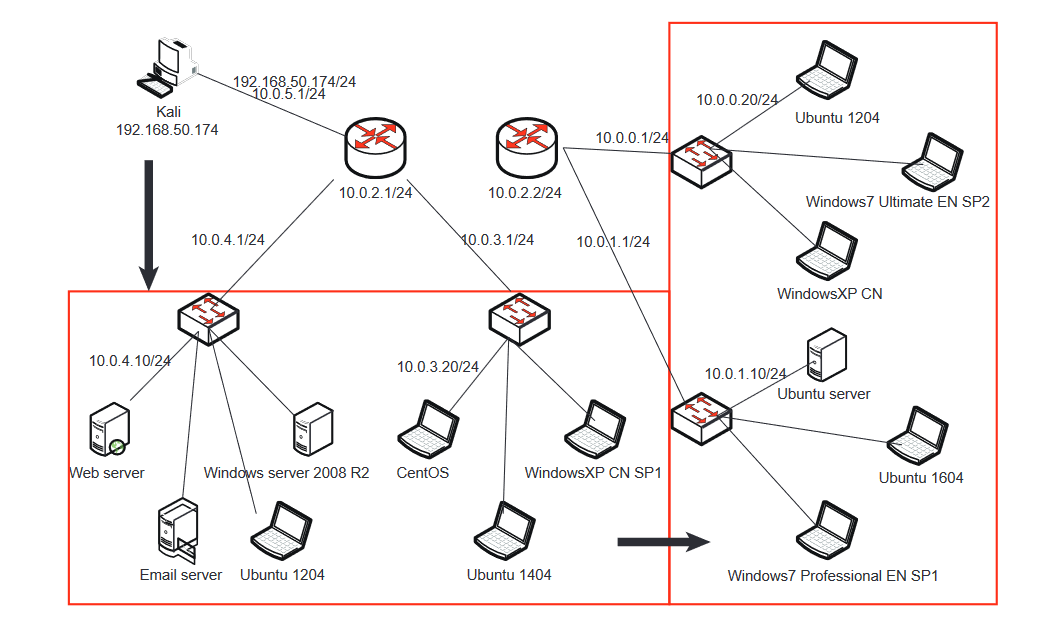 192.168.50.174/24
10.0.5.1/24
Kali
192.168.50.174
10.0.2.1/24
10.0.2.2/24
10.0.0.1/24
10.0.0.20/24
Ubuntu 1204
Windows7 Ultimate EN SP2
WindowsXP CN
10.0.4.1/24
10.0.3.1/24
10.0.1.1/24
10.0.4.10/24
10.0.3.20/24
10.0.1.10/24
Ubuntu server
Web server
Windows server 2008 R2
CentOS
WindowsXP CN SP1
Ubuntu 1604
Email server
Ubuntu 1204
Ubuntu 1404
Windows7 Professional EN SP1